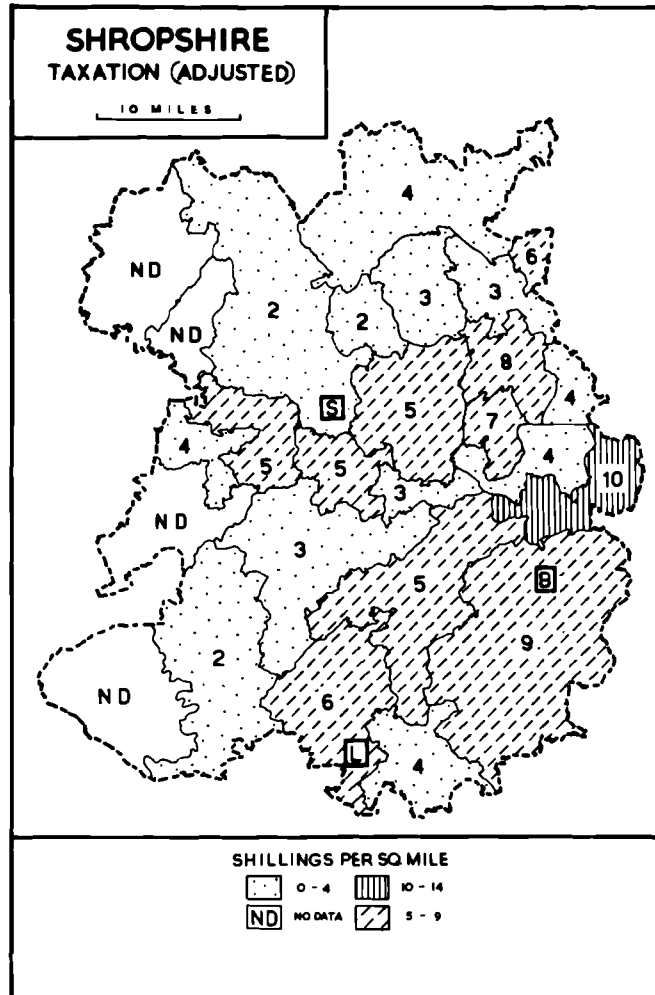 SHROPSHIRE
TAXATION (ADJUSTED)
10 MILES
4
ND
6
2
3
3
ND
2
8
S
5
4
7
4
5
5
4
10
3
ND
3
5
B
9
2
ND
6
L
4
SHILLINGS PER SQ. MILE
0 - 4
10 - 14
ND
NO DATA
5 - 9